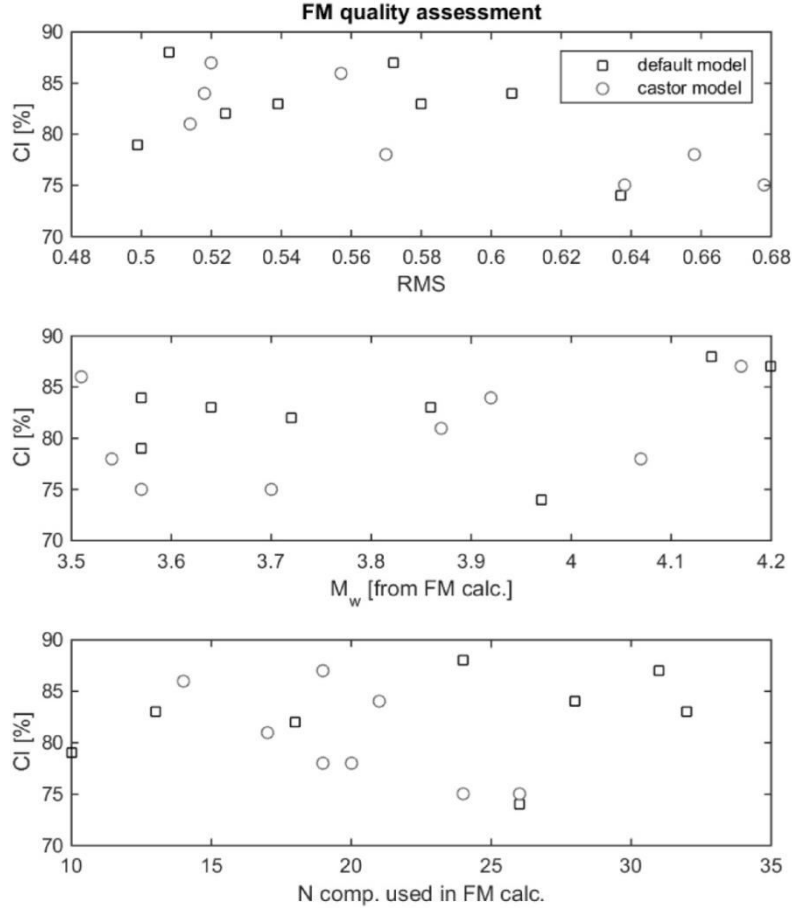 FM quality assessment
90
85
80
75
70
CI [%]
default model
castor model
0.48 0.5 0.52 0.54 0.56 0.58 0.6 0.62 0.64 0.66 0.68
RMS
90
85
80
75
70
CI [%]
3.5 3.6 3.7 3.8 3.9 4 4.1 4.2
M_w [from FM calc.]
90
85
80
75
70
CI [%]
10 15 20 25 30 35
N comp. used in FM calc.